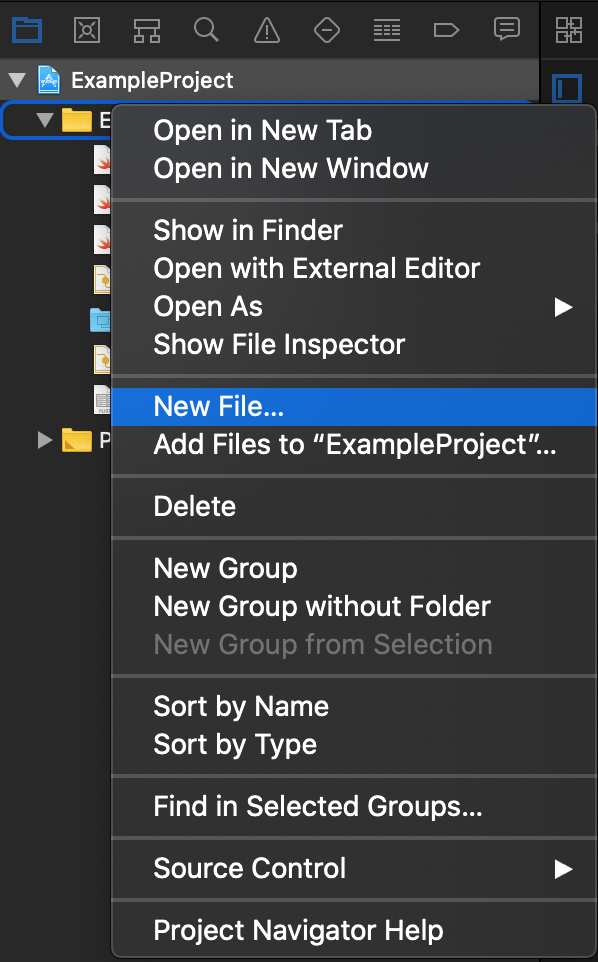 ExampleProject
E
Open in New Tab
Open in New Window
Show in Finder
Open with External Editor
Open As
Show File Inspector
New File...
Add Files to “ExampleProject”...
Delete
New Group
New Group without Folder
New Group from Selection
P
Sort by Name
Sort by Type
Find in Selected Groups...
Source Control
Project Navigator Help